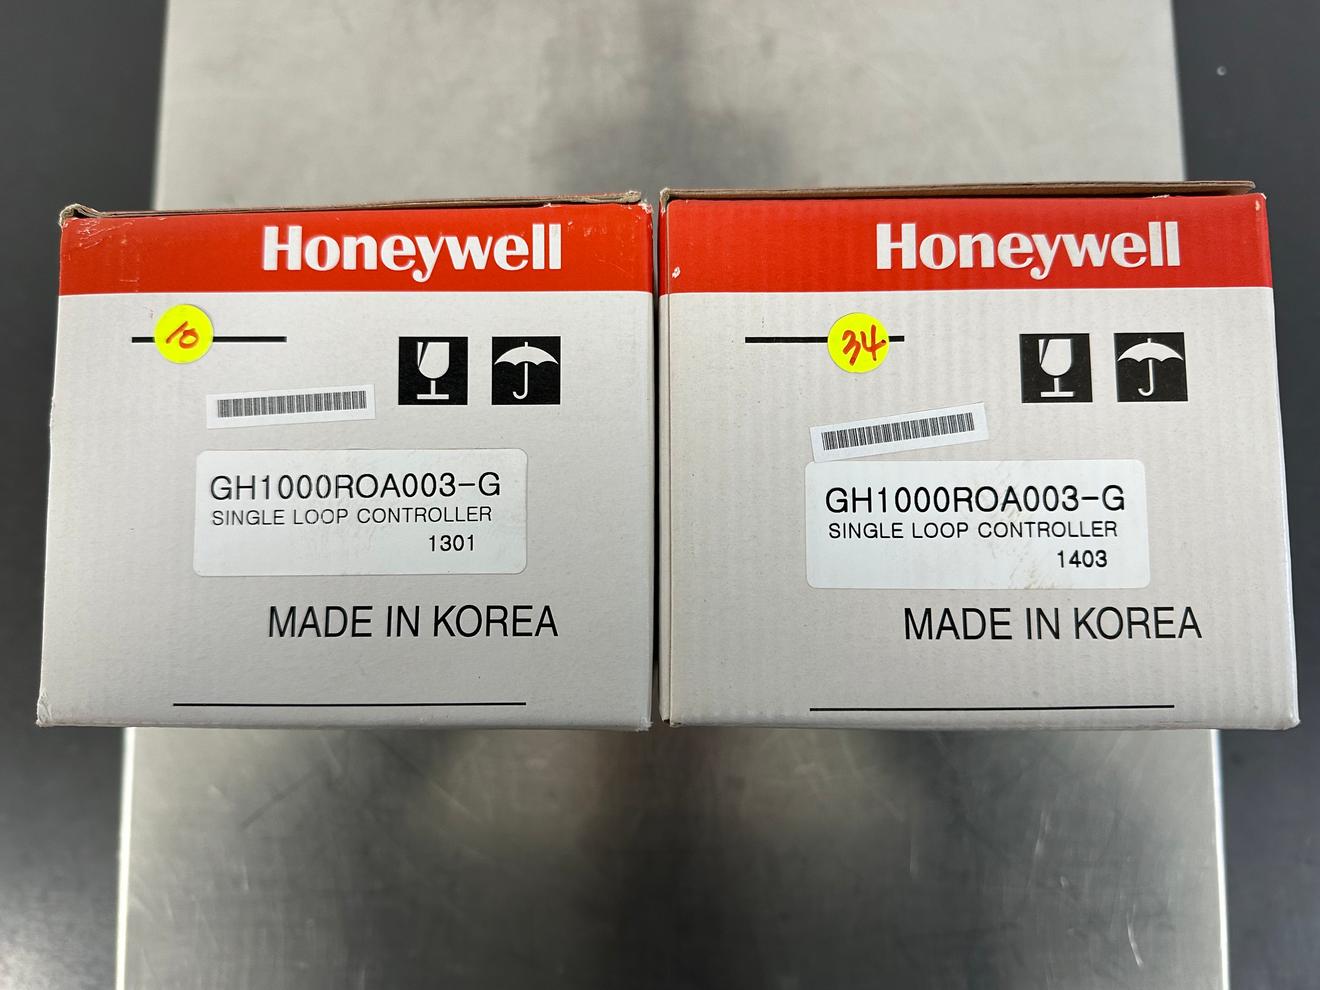 Honeywell
10
GH1000ROA003-G
SINGLE LOOP CONTROLLER
1301
MADE IN KOREA
Honeywell
34
GH1000ROA003-G
SINGLE LOOP CONTROLLER
1403
MADE IN KOREA